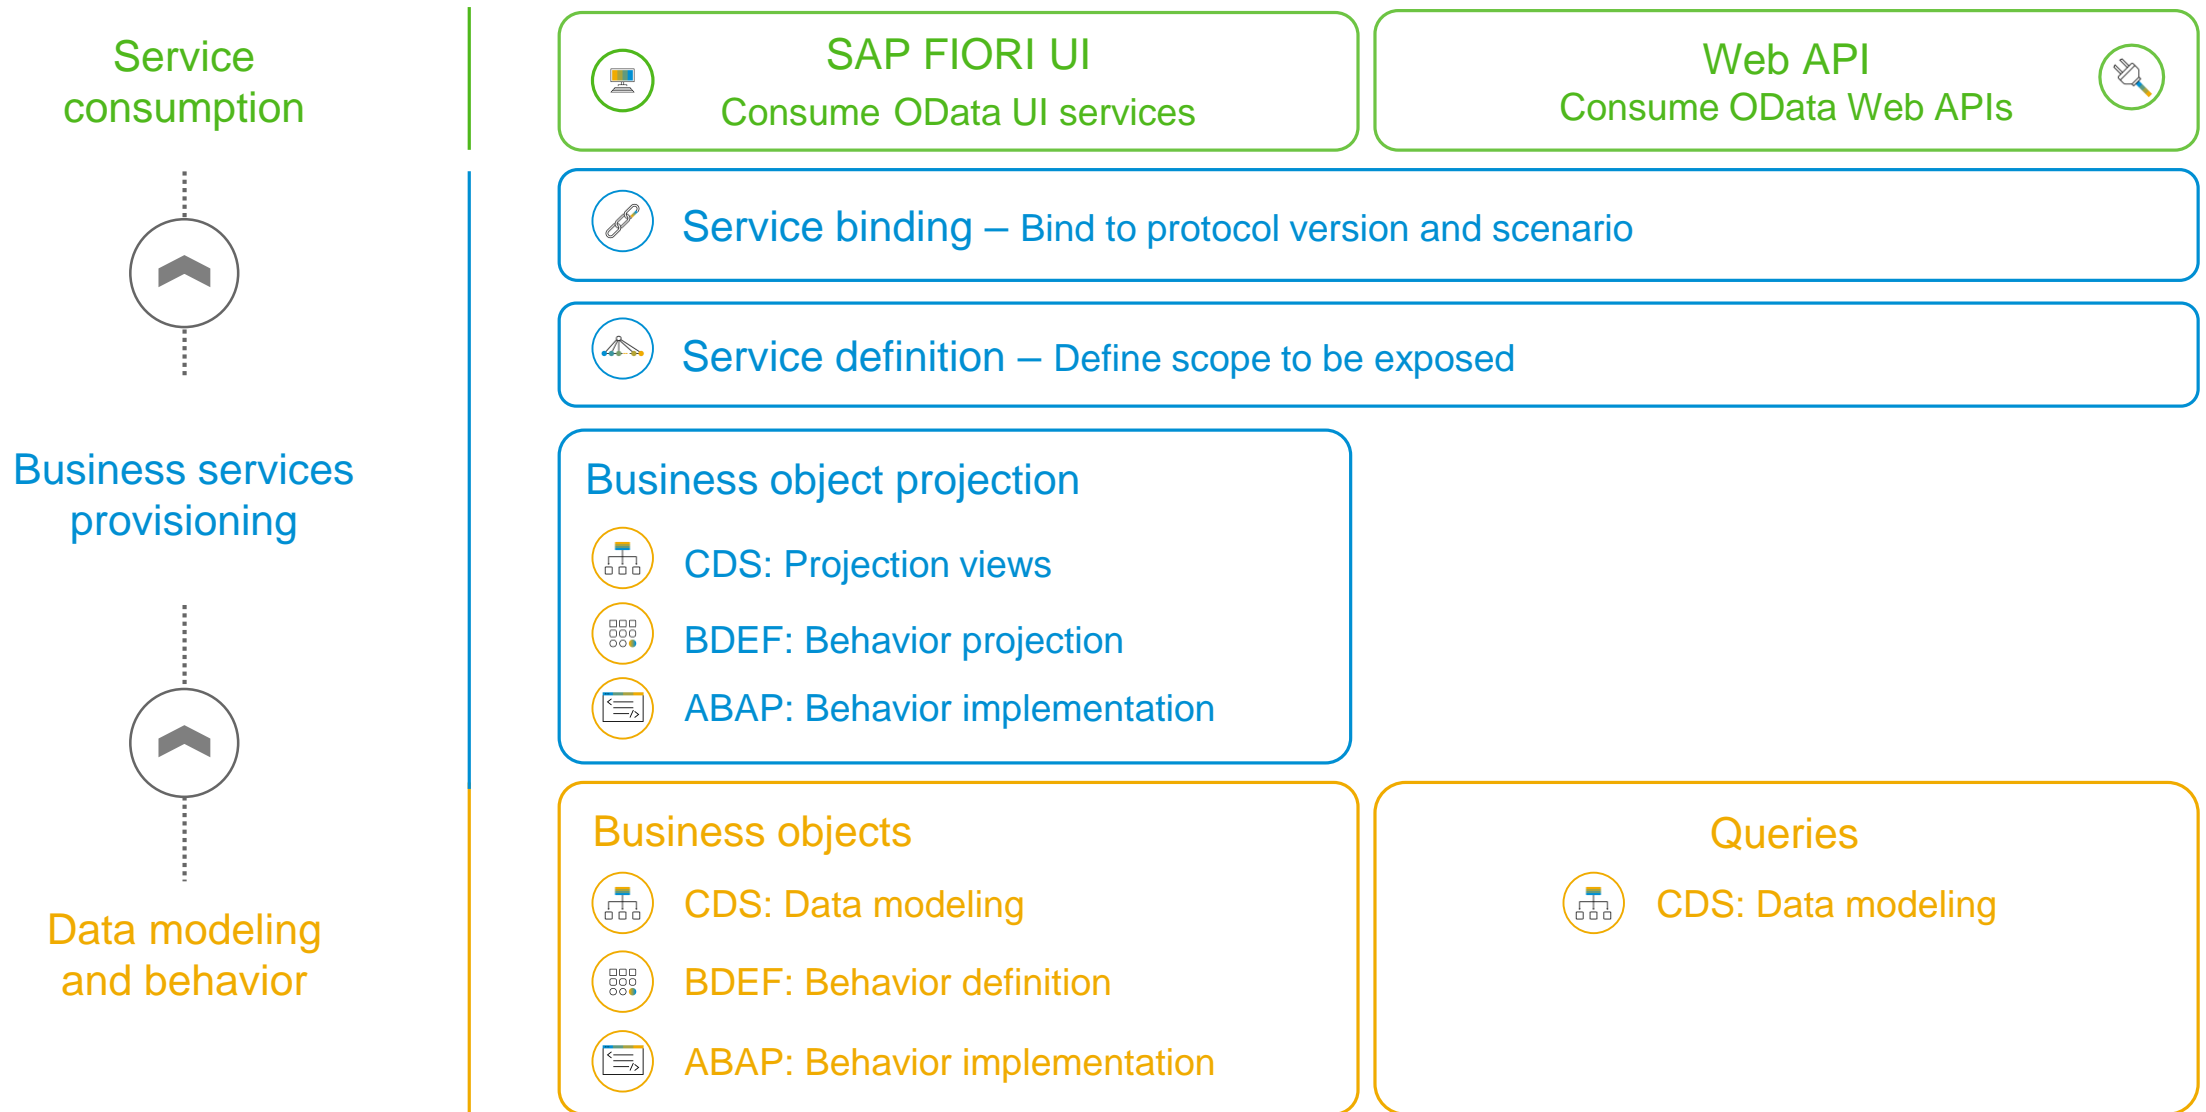 Service
consumption
SAP FIORI UI
Consume OData UI services
Web API
Consume OData Web APIs
Service binding – Bind to protocol version and scenario
Service definition – Define scope to be exposed
Business services
provisioning
Business object projection
CDS: Projection views
BDEF: Behavior projection
ABAP: Behavior implementation
Data modeling
and behavior
Business objects
CDS: Data modeling
BDEF: Behavior definition
ABAP: Behavior implementation
Queries
CDS: Data modeling